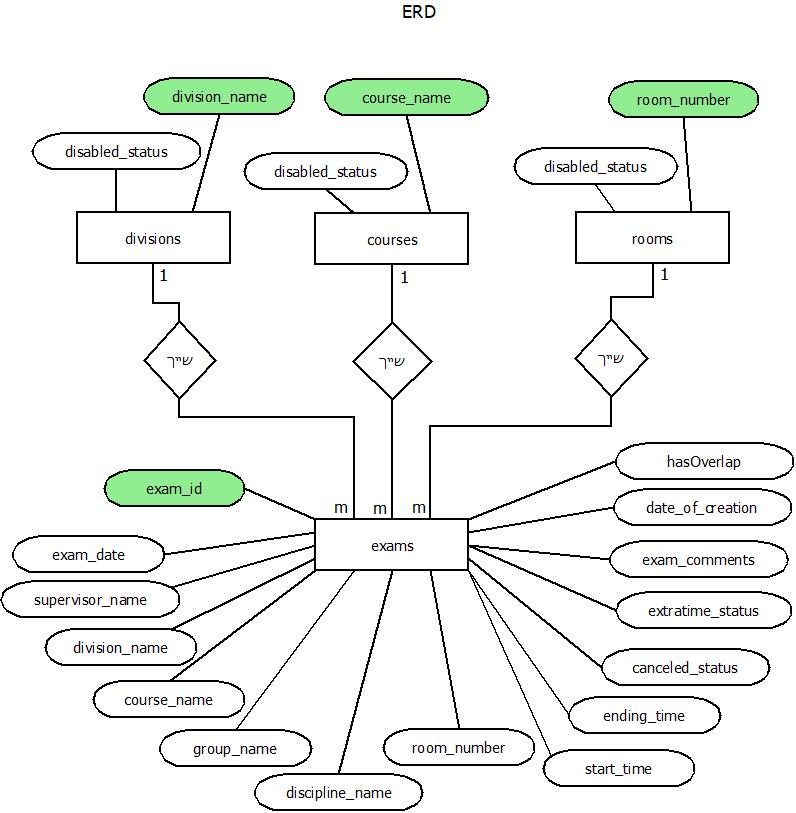 ERD
division_name
course_name
room_number
disabled_status
disabled_status
disabled_status
divisions
courses
rooms
1
1
1
שייך
שייך
שייך
hasOverlap
exam_id
m
m
m
date_of_creation
exams
exam_date
exam_comments
supervisor_name
extratime_status
division_name
canceled_status
course_name
ending_time
group_name
room_number
start_time
discipline_name